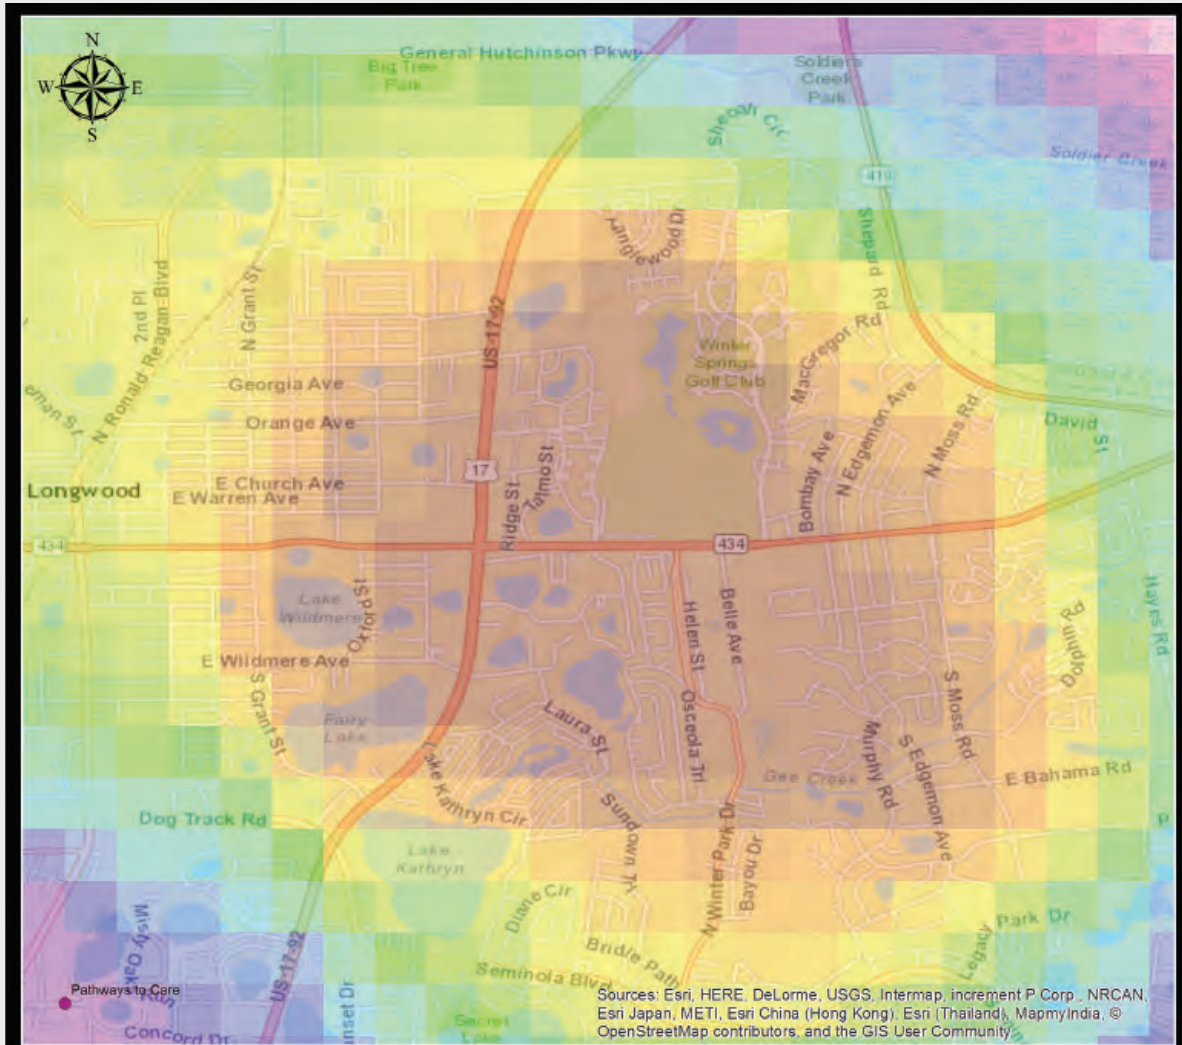 N
W E
S
General Hutchinson Pkwy
Big Tree
Park
Soldiers
Creek
Park
Sheoah Cir
Soldier Creek
419
Tanglewood Dr
Shepard Rd
2nd Pl
N Ronald Reagan Blvd
N Grant St
US-17-92
MacGregor Rd
Winter
Springs
Golf Club
Georgia Ave
eman St
Orange Ave
N Edgemon Ave
N Moss Rd
David St
Bombay Ave
17
Talmo St
Ridge St
Longwood
E Church Ave
E Warren Ave
434
434
Lake
Wildmere
Oxford St
Helen St
Belle Ave
Hayes Rd
Dolphin Rd
E Wildmere Ave
S Grant St
Fairy
Lake
Laura St
Osceola Trl
S Moss Rd
Murphy Rd
S Edgemon Ave
Gee Creek
E Bahama Rd
Lake Kathryn Cir
Dog Track Rd
Sundown Trl
N Winter Park Dr
Bayou Dr
P
Lake
Kathryn
Diane Cir
Misty Oak Run
US-17-92
Bridle Path
Legacy Park Dr
Seminola Blvd
Pathways to Care
unset Dr
Secret
Lake
Concord Dr
Sources: Esri, HERE, DeLorme, USGS, Intermap, increment P Corp., NRCAN,
Esri Japan, METI, Esri China (Hong Kong), Esri (Thailand), MapmyIndia, ©
OpenStreetMap contributors, and the GIS User Community